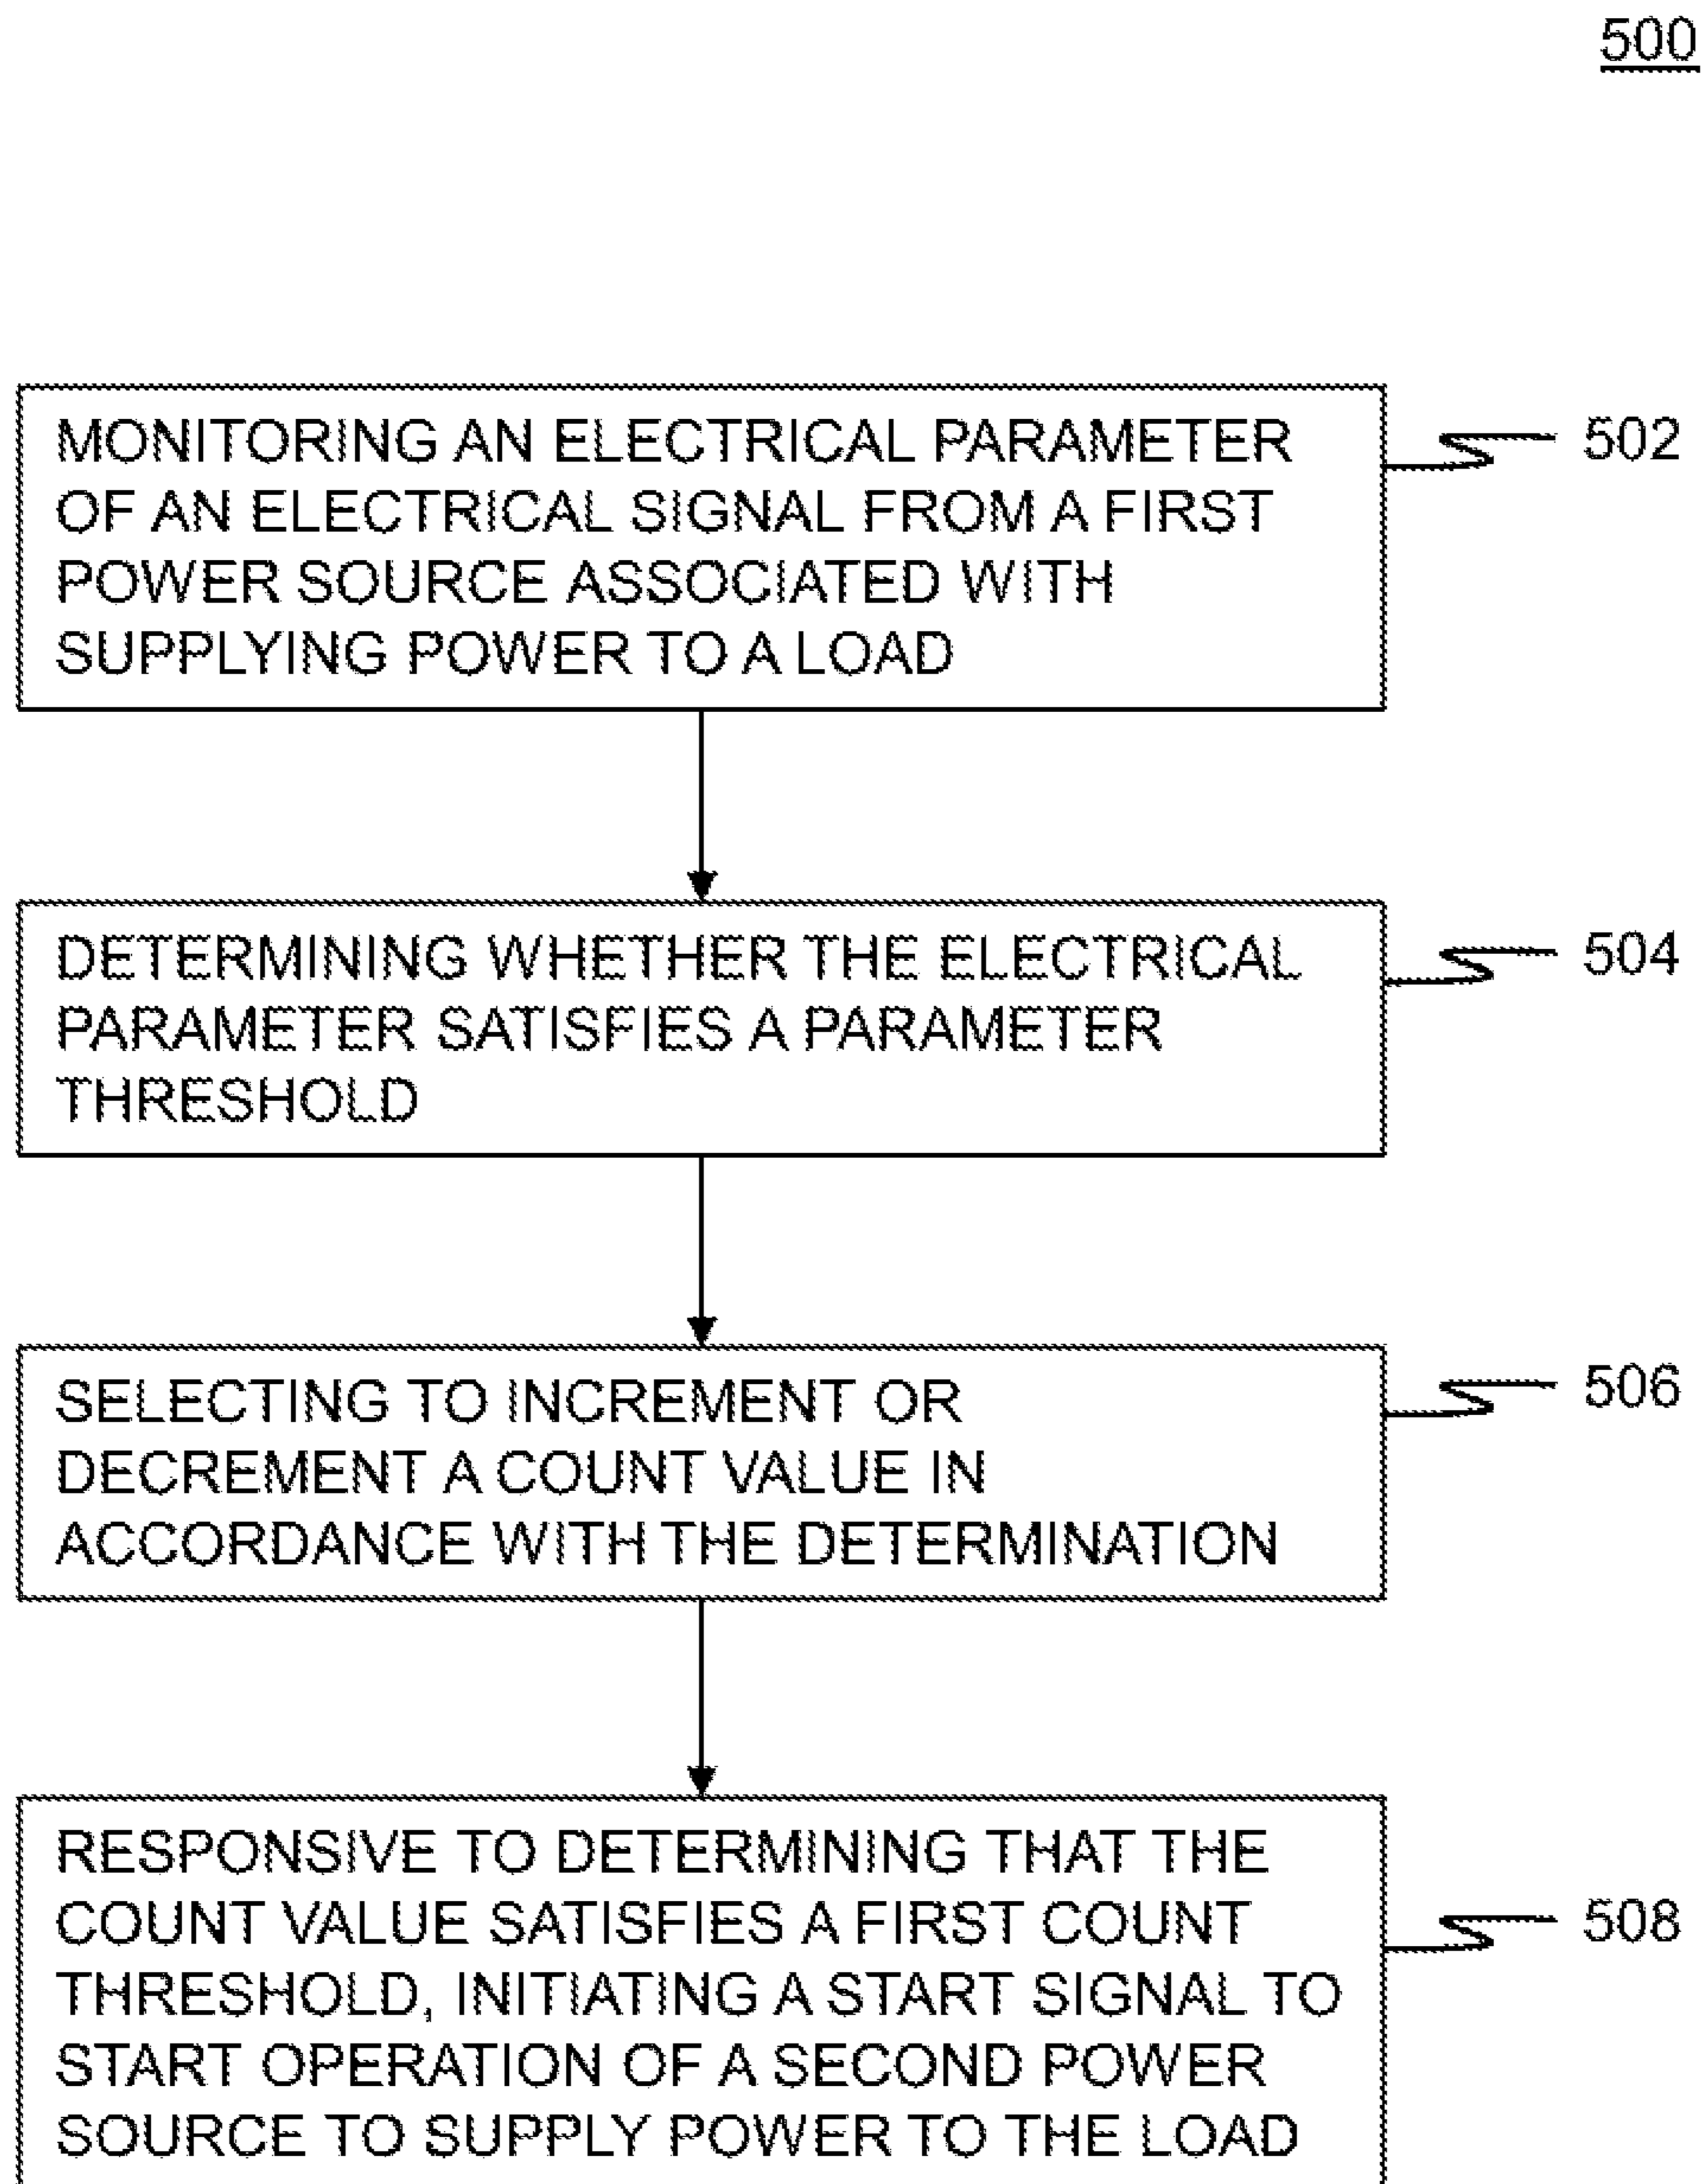 500
MONITORING AN ELECTRICAL PARAMETER
OF AN ELECTRICAL SIGNAL FROM A FIRST
POWER SOURCE ASSOCIATED WITH
SUPPLYING POWER TO A LOAD
502
DETERMINING WHETHER THE ELECTRICAL
PARAMETER SATISFIES A PARAMETER
THRESHOLD
504
SELECTING TO INCREMENT OR
DECREMENT A COUNT VALUE IN
ACCORDANCE WITH THE DETERMINATION
506
RESPONSIVE TO DETERMINING THAT THE
COUNT VALUE SATISFIES A FIRST COUNT
THRESHOLD, INITIATING A START SIGNAL TO
START OPERATION OF A SECOND POWER
SOURCE TO SUPPLY POWER TO THE LOAD
508